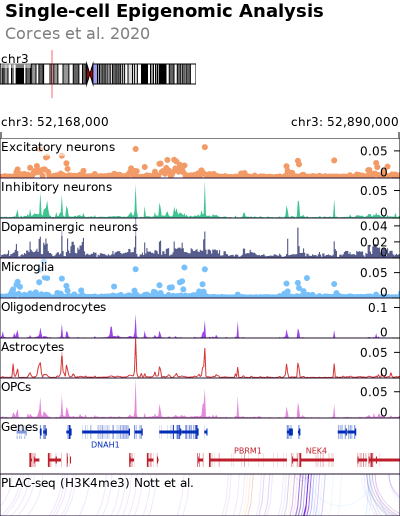 Single-cell Epigenomic Analysis
Corces et al. 2020
chr3
chr3: 52,168,000 chr3: 52,890,000
Excitatory neurons 0.05
0
Inhibitory neurons 0.05
0
Dopaminergic neurons 0.04
0.02
0
Microglia 0.05
0
Oligodendrocytes 0.1
0
Astrocytes 0.05
0
OPCs 0.05
0
Genes
DNAH1
PBRM1 NEK4
PLAC-seq (H3K4me3) Nott et al.